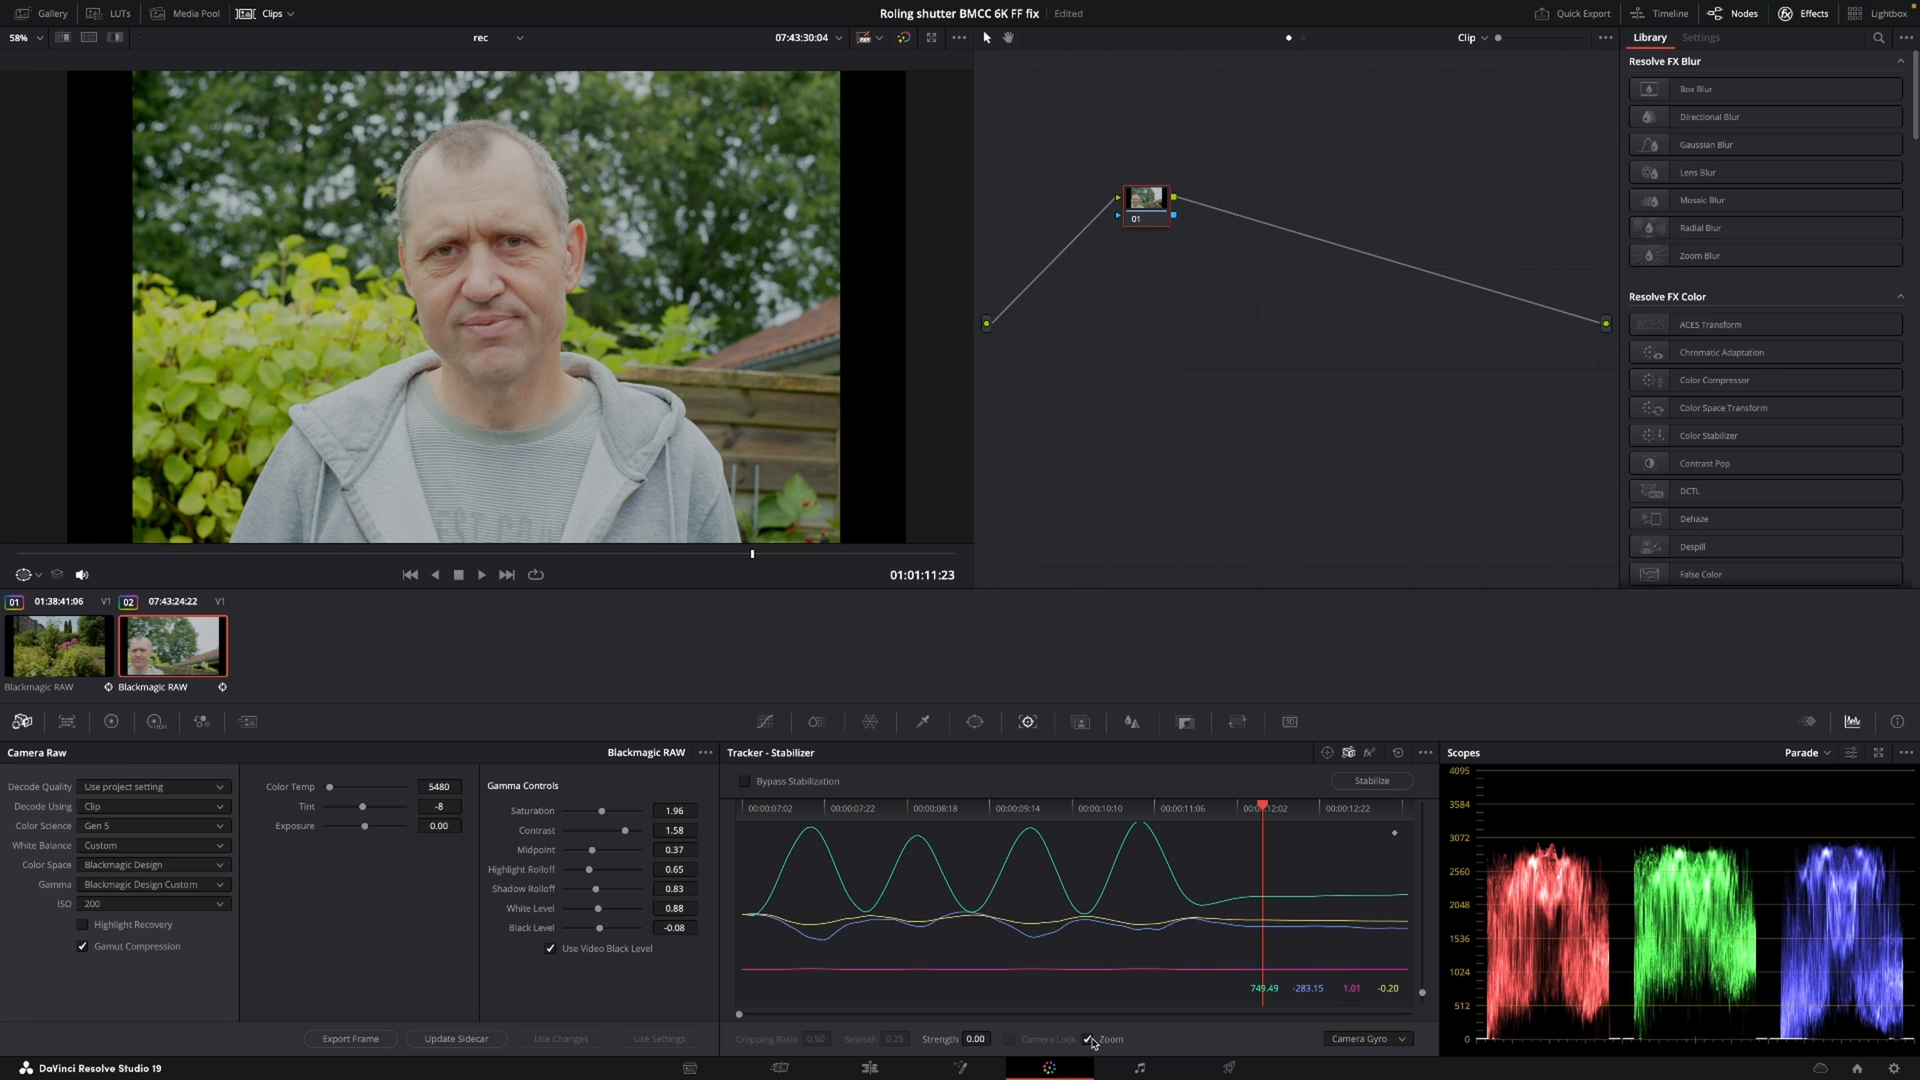 Gallery LUTs Media Pool Clips Roling shutter BMCC 6K FF fix Edited Quick Export Timeline Nodes Effects Lightbox
58% rec 07:43:30:04 Clip Library Settings
Resolve FX Blur
Box Blur
Directional Blur
Gaussian Blur
Lens Blur
Mosaic Blur
Radial Blur
Zoom Blur
Resolve FX Color
ACES Transform
Chromatic Adaptation
Color Compressor
Color Space Transform
Color Stabilizer
Contrast Pop
DCTL
Dehaze
Despill
False Color
01
01:01:11:23
01 01:38:41:06 V1 02 07:43:24:22 V1
Blackmagic RAW Blackmagic RAW
Camera Raw Blackmagic RAW
Decode Quality Use project setting
Decode Using Clip
Color Science Gen 5
White Balance Custom
Color Space Blackmagic Design
Gamma Blackmagic Design Custom
ISO 200
Highlight Recovery
Gamut Compression
Color Temp 5480
Tint -8
Exposure 0.00
Gamma Controls
Saturation 1.96
Contrast 1.58
Midpoint 0.37
Highlight Rolloff 0.65
Shadow Rolloff 0.83
White Level 0.88
Black Level -0.08
Use Video Black Level
Export Frame Update Sidecar Use Changes Use Settings
Tracker - Stabilizer
Bypass Stabilization Stabilize
00:00:07:02 00:00:07:22 00:00:08:18 00:00:09:14 00:00:10:10 00:00:11:06 00:00:12:02 00:00:12:22
749.49 -283.15 1.01 -0.20
Cropping Ratio 0.50 Smooth 0.25 Strength 0.00 Camera Lock Zoom Camera Gyro
Scopes Parade
4095
3584
3072
2560
2048
1536
1024
512
0
DaVinci Resolve Studio 19